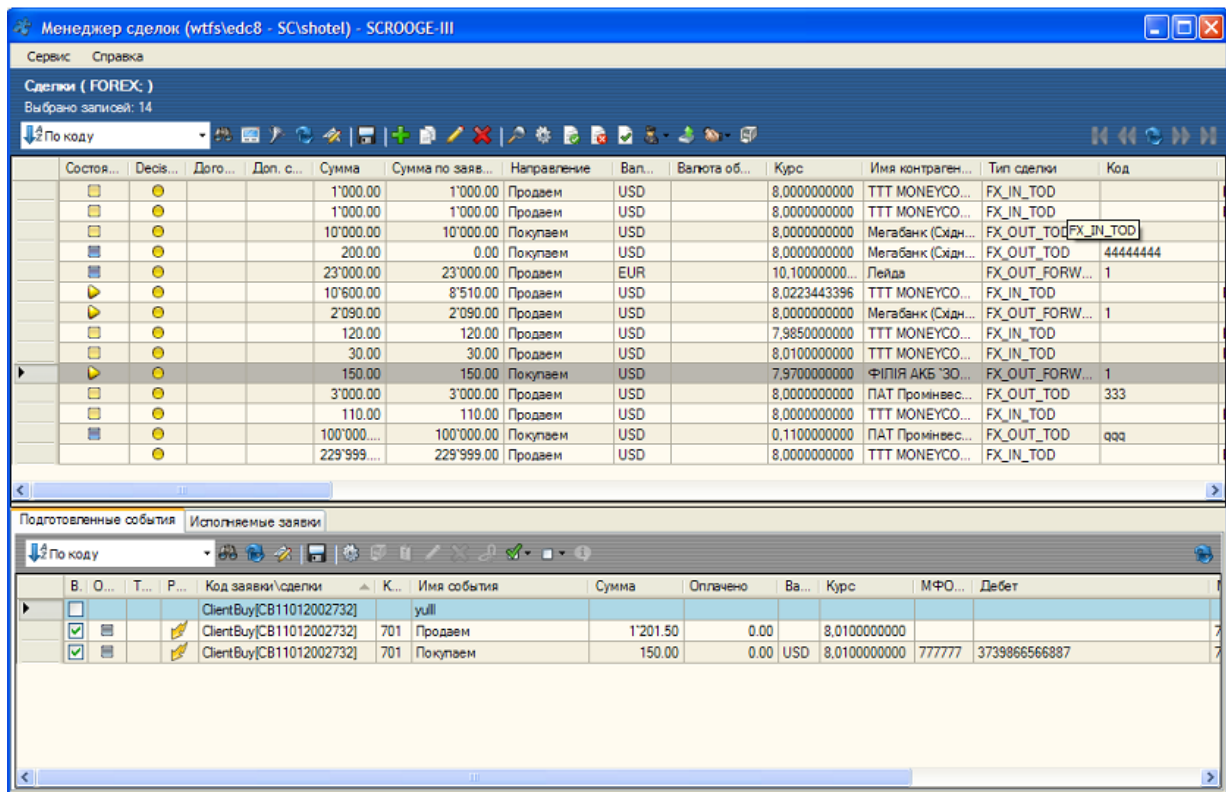 Менеджер сделок (wtfs\edc8 - SC\shotel) - SCROOGE-III
Сервис Справка
Сделки ( FOREX; )
Выбрано записей: 14
По коду
Состоя... Decis... Дого... Доп. с... Сумма Сумма по заяв... Направление Вал... Валюта об... Курс Имя контраген... Тип сделки Код
1`000.00 1`000.00 Продаем USD 8,0000000000 TTT MONEYCO... FX_IN_TOD
1`000.00 1`000.00 Продаем USD 8,0000000000 TTT MONEYCO... FX_IN_TOD
10`000.00 10`000.00 Покупаем USD 8,0000000000 Мегабанк (Східн... FX_OUT_TOD FX_IN_TOD
200.00 0.00 Покупаем USD 8,0000000000 Мегабанк (Східн... FX_OUT_TOD 44444444
23`000.00 23`000.00 Продаем EUR 10,10000000... Лейда FX_OUT_FORW... 1
10`600.00 8`510.00 Продаем USD 8,0223443396 TTT MONEYCO... FX_IN_TOD
2`090.00 2`090.00 Продаем USD 8,0000000000 Мегабанк (Східн... FX_OUT_FORW... 1
120.00 120.00 Продаем USD 7,9850000000 TTT MONEYCO... FX_IN_TOD
30.00 30.00 Продаем USD 8,0100000000 TTT MONEYCO... FX_IN_TOD
150.00 150.00 Покупаем USD 7,9700000000 ФІЛІЯ АКБ `ЗО... FX_OUT_FORW... 1
3`000.00 3`000.00 Продаем USD 8,0000000000 ПАТ Промінвес... FX_OUT_TOD 333
110.00 110.00 Продаем USD 8,0000000000 TTT MONEYCO... FX_IN_TOD
100`000.... 100`000.00 Покупаем USD 0,1100000000 ПАТ Промінвес... FX_OUT_TOD qqq
229`999.... 229`999.00 Продаем USD 8,0000000000 TTT MONEYCO... FX_IN_TOD
Подготовленные события Исполняемые заявки
По коду
В. О... Т... Р... Код заявки\сделки К... Имя события Сумма Оплачено Ва... Курс МФО... Дебет
ClientBuy[CB11012002732] yulll
ClientBuy[CB11012002732] 701 Продаем 1`201.50 0.00 8,0100000000
ClientBuy[CB11012002732] 701 Покупаем 150.00 0.00 USD 8,0100000000 777777 3739866566887